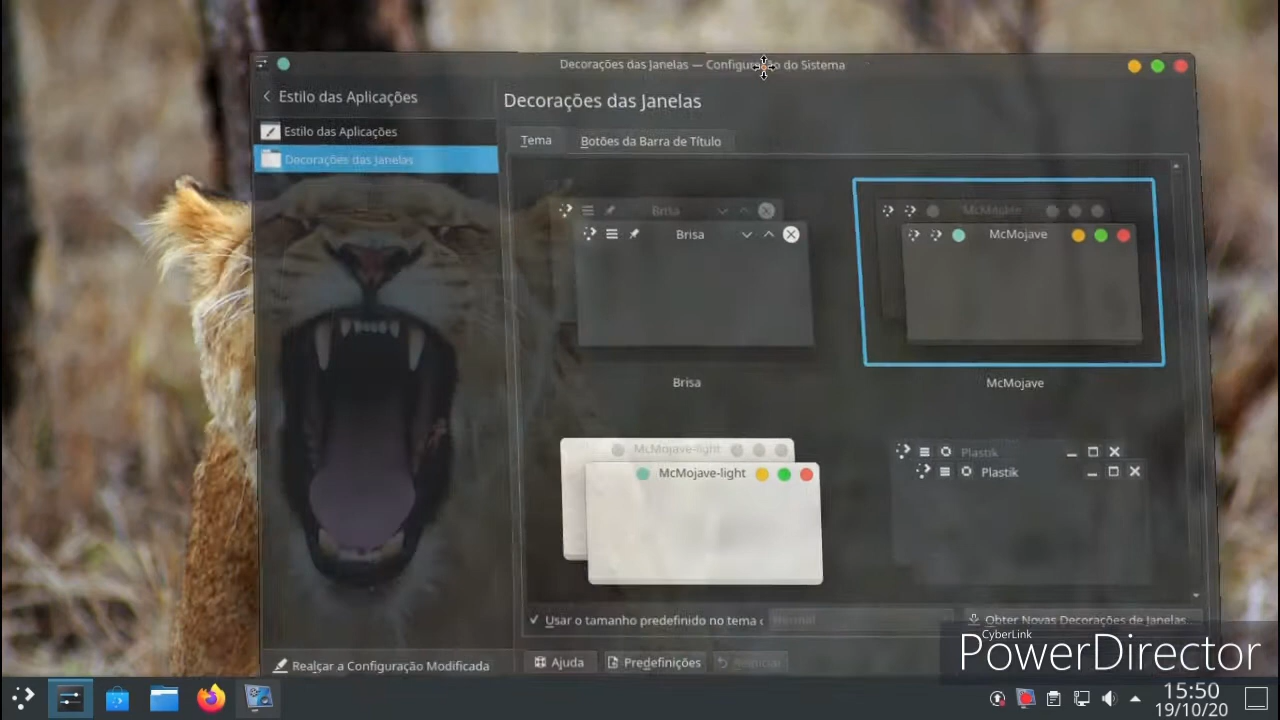 Decorações das Janelas — Configuração do Sistema
Estilo das Aplicações
Decorações das Janelas
Estilo das Aplicações
Tema
Botões da Barra de Título
Decorações das Janelas
Brisa
McMojave
Brisa
McMojave
Brisa
McMojave
McMojave-light
Plastik
McMojave-light
Plastik
Usar o tamanho predefinido no tema
Normal
Obter Novas Decorações de Janelas...
CyberLink
PowerDirector
Realçar a Configuração Modificada
Ajuda
Predefinições
15:50
19/10/20